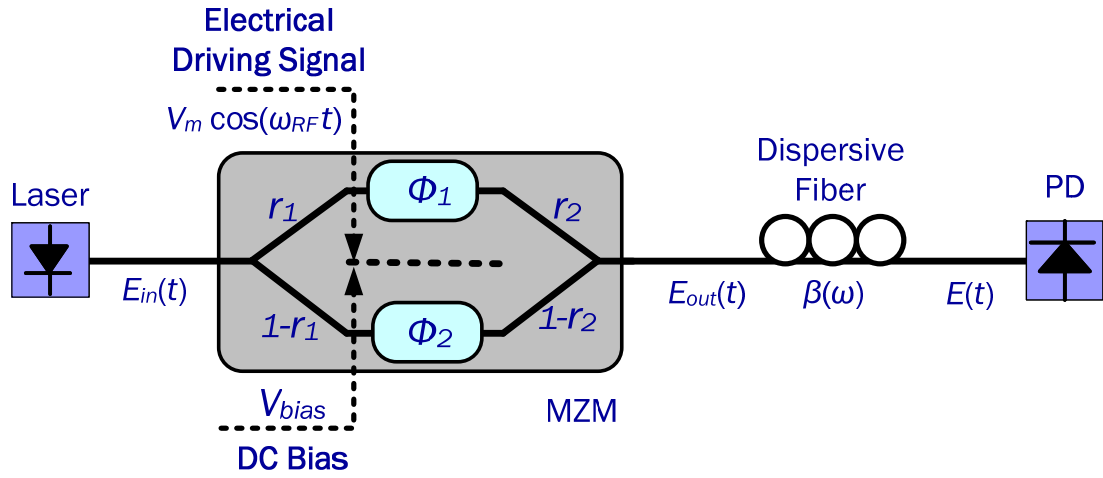 Electrical
Driving Signal
Vm cos(ωRF t)
Laser
Ein(t)
r1
Φ1
r2
1-r1
Φ2
1-r2
Vbias
DC Bias
MZM
Eout(t)
Dispersive
Fiber
β(ω)
E(t)
PD